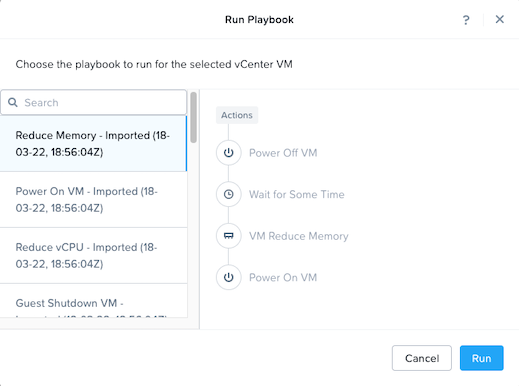 Run Playbook
?
Choose the playbook to run for the selected vCenter VM
Search
Reduce Memory - Imported (18-
03-22, 18:56:04Z)
Power On VM - Imported (18-
03-22, 18:56:04Z)
Reduce vCPU - Imported (18-
03-22, 18:56:04Z)
Guest Shutdown VM -
Actions
Power Off VM
Wait for Some Time
VM Reduce Memory
Power On VM
Cancel
Run